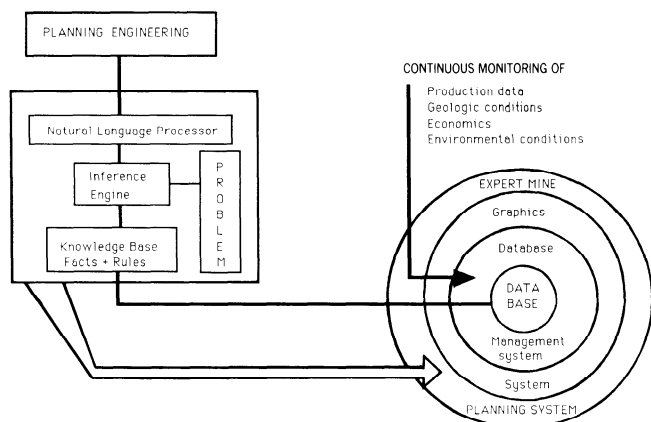 PLANNING ENGINEERING
Natural Language Processor
Inference
Engine
PROBLEM
Knowledge Base
Facts + Rules
CONTINUOUS MONITORING OF
Production data
Geologic conditions
Economics
Environmental conditions
EXPERT MINE
Graphics
Database
DATA
BASE
Management
system
System
PLANNING SYSTEM